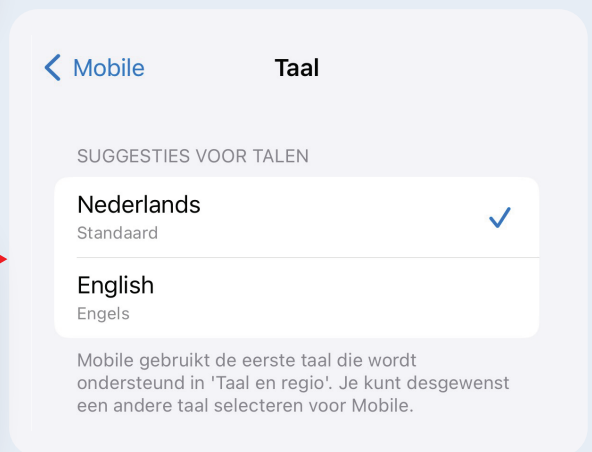 Mobile
Taal
SUGGESTIES VOOR TALEN
Nederlands
Standaard
English
Engels
Mobile gebruikt de eerste taal die wordt
ondersteund in 'Taal en regio'. Je kunt desgewenst
een andere taal selecteren voor Mobile.